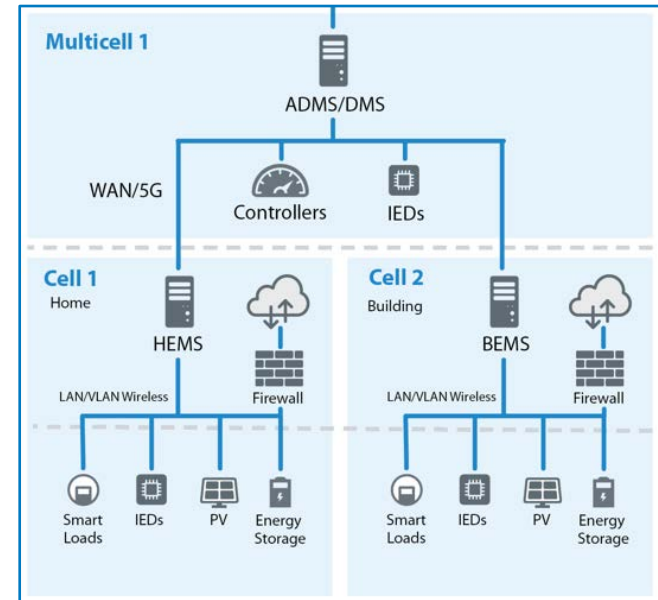 Multicell 1
ADMS/DMS
WAN/5G
Controllers
IEDs
Cell 1
Home
HEMS
LAN/VLAN Wireless
Firewall
Smart
Loads
IEDs
PV
Energy
Storage
Cell 2
Building
BEMS
LAN/VLAN Wireless
Firewall
Smart
Loads
IEDs
PV
Energy
Storage